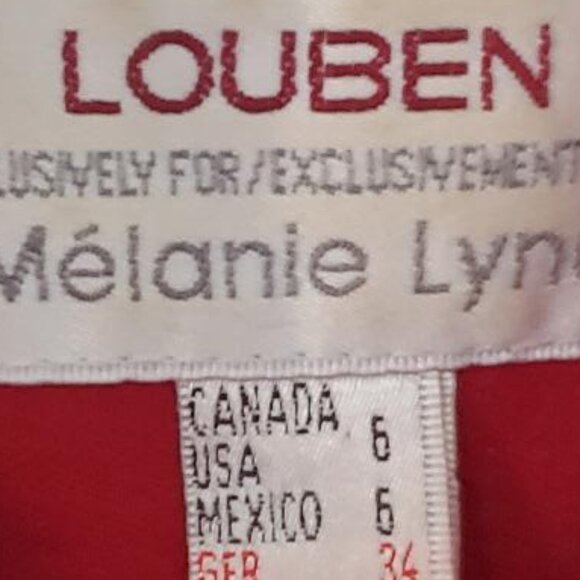 LOUBEN
LUSIVELY FOR/EXCLUSIVEMENT
Mélanie Lyn
CANADA 6
USA
MEXICO 6
GER 34